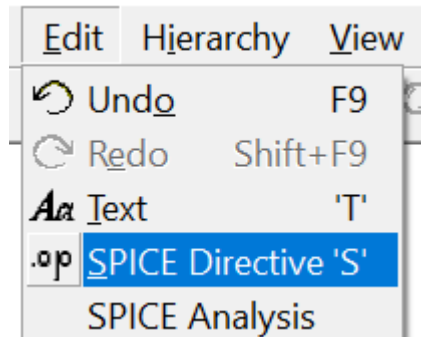 Edit Hierarchy View
Undo F9
Redo Shift+F9
Aa Text 'T'
.op SPICE Directive 'S'
SPICE Analysis